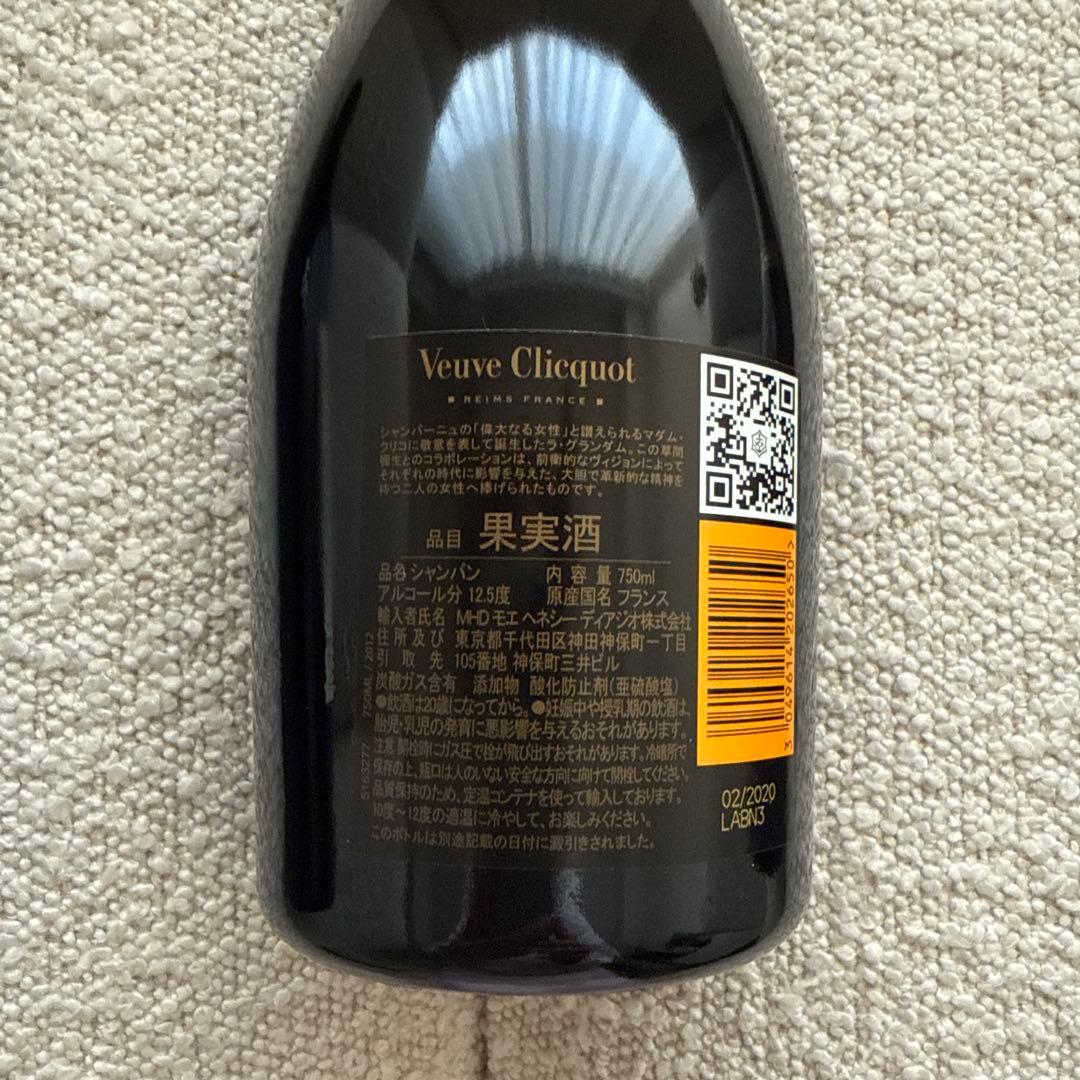 Veuve Clicquot
REIMS FRANCE
シャンパーニュの「偉大なる女性」と讃えられるマダム・
クリコに敬意を表して誕生したラ・グランダム。この草間
彌生とのコラボレーションは、前衛的なヴィジョンによって
それぞれの時代に影響を与えた、大胆で革新的な精神を
持つ二人の女性へ捧げられたものです。
品目 果実酒
品名 シャンパン 内容量 750ml
アルコール分 12.5度 原産国名 フランス
輸入者氏名 MHD モエ ヘネシー ディアジオ株式会社
住所及び 東京都千代田区神田神保町一丁目
引取先 105番地 神保町三井ビル
炭酸ガス含有 添加物 酸化防止剤(亜硫酸塩)
●飲酒は20歳になってから。●妊娠中や授乳期の飲酒は、
胎児・乳児の発育に悪影響を与えるおそれがあります。
注意:開栓時にガス圧で栓が飛び出すおそれがあります。冷暗所で
保存の上、瓶口は人のいない安全な方向に向けて開栓してください。
品質保持のため、定温コンテナを使って輸入しております。
10度～12度の適温に冷やして、お楽しみください。
このボトルは別途記載の日付に澱引きされました。
5163277 750ML / 2012
3 049614 202650 >
02/2020
LABN3